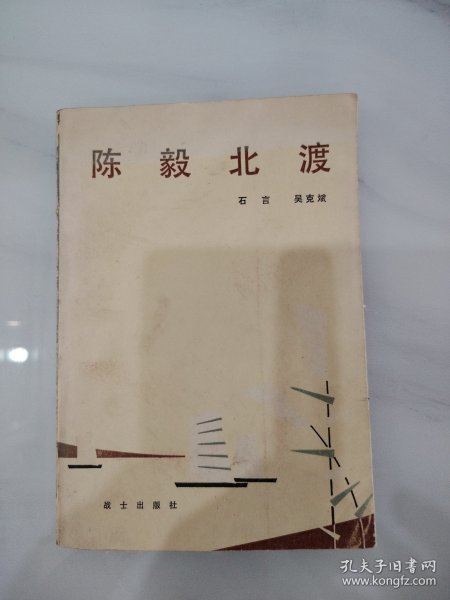 陈毅北渡
石言 吴克斌
战士出版社
孔夫子旧书网
www.kongfz.com